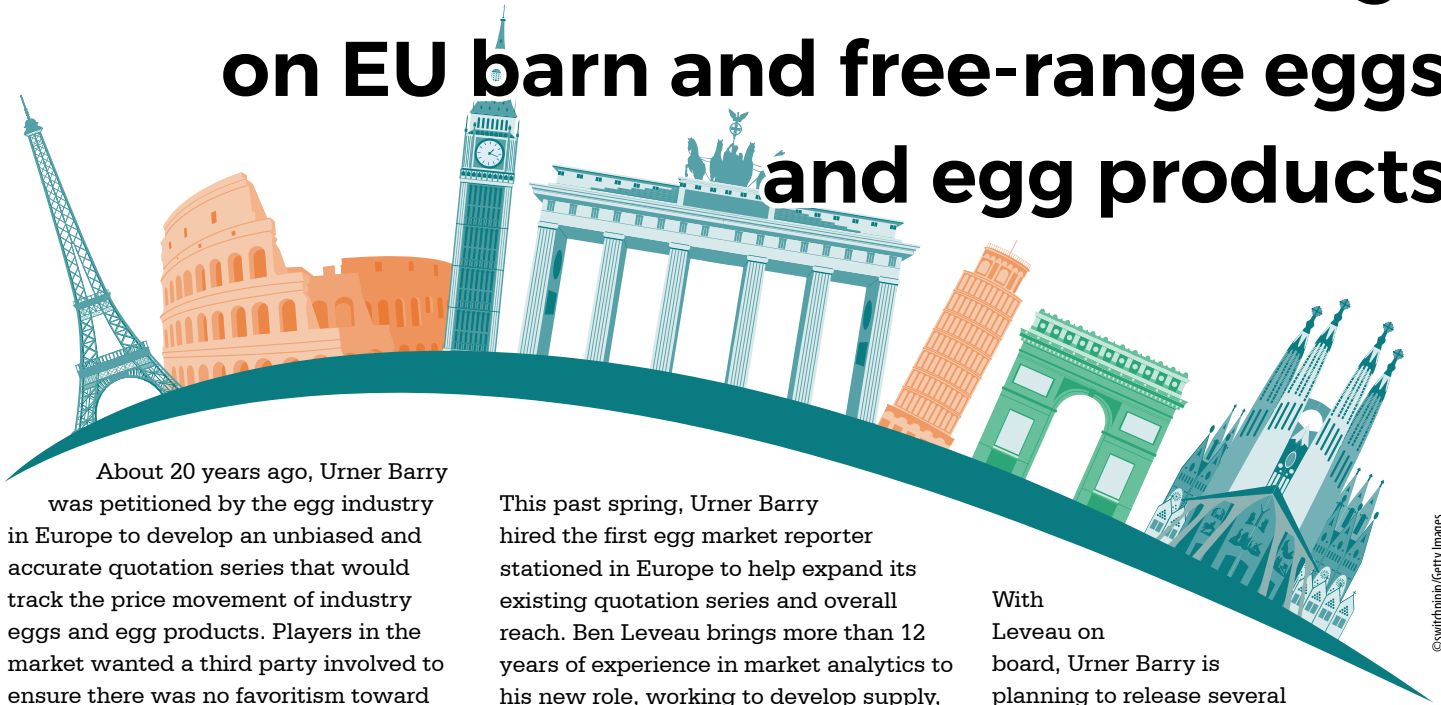 on EU barn and free-range eggs
and egg products
About 20 years ago, Urner Barry
was petitioned by the egg industry
in Europe to develop an unbiased and
accurate quotation series that would
track the price movement of industry
eggs and egg products. Players in the
market wanted a third party involved to
ensure there was no favoritism toward
This past spring, Urner Barry
hired the first egg market reporter
stationed in Europe to help expand its
existing quotation series and overall
reach. Ben Leveau brings more than 12
years of experience in market analytics to
his new role, working to develop supply,
With
Leveau on
board, Urner Barry is
planning to release several
©switchpipipi/Getty Images